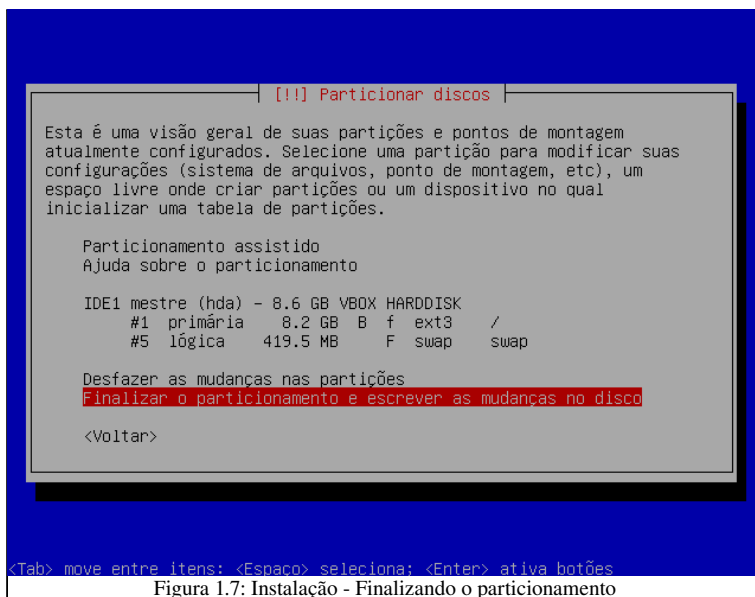 [!!] Particionar discos
Esta é uma visão geral de suas partições e pontos de montagem
atualmente configurados. Selecione uma partição para modificar suas
configurações (sistema de arquivos, ponto de montagem, etc), um
espaço livre onde criar partições ou um dispositivo no qual
inicializar uma tabela de partições.
Particionamento assistido
Ajuda sobre o particionamento
IDE1 mestre (hda) - 8.6 GB VBOX HARDDISK
#1 primária 8.2 GB B f ext3 /
#5 lógica 419.5 MB F swap swap
Desfazer as mudanças nas partições
Finalizar o particionamento e escrever as mudanças no disco
<Voltar>
<Tab> move entre itens; <Espaço> seleciona; <Enter> ativa botões
Figura 1.7: Instalação - Finalizando o particionamento